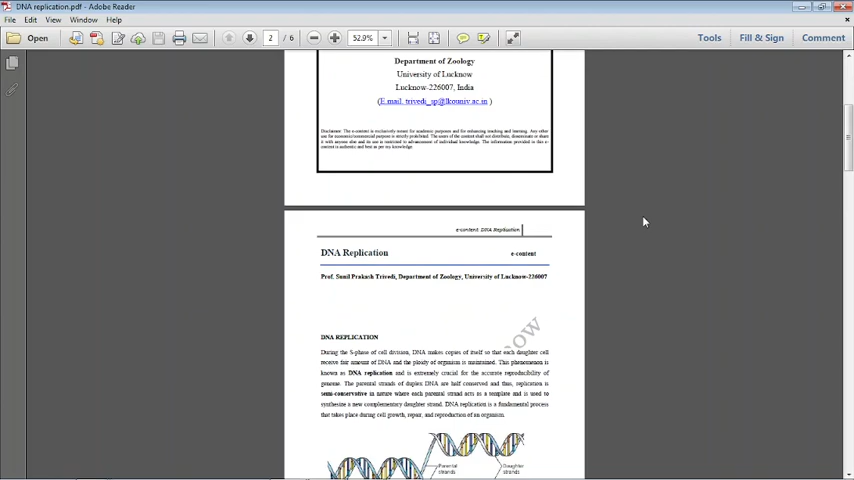 DNA replication.pdf - Adobe Reader
File Edit View Window Help
Open 2 / 6 52.9% Tools Fill & Sign Comment
Department of Zoology
University of Lucknow
Lucknow-226007, India
(E.mail, trivedi_sp@lkouniv.ac.in )
Disclaimer: The e-content is exclusively meant for academic purposes and for enhancing teaching and learning. Any other
use for economic/commercial purpose is strictly prohibited. The users of the content shall not distribute, disseminate or share
it with anyone else and its use is restricted to advancement of individual knowledge. The information provided in this e-
content is authentic and best as per my knowledge.
e-content: DNA Replication
DNA Replication e-content
Prof. Sunil Prakash Trivedi, Department of Zoology, University of Lucknow-226007
DNA REPLICATION
During the S-phase of cell division, DNA makes copies of itself so that each daughter cell
receive fair amount of DNA and the ploidy of organism is maintained. This phenomenon is
known as DNA replication and is extremely crucial for the accurate reproducibility of
genome. The parental strands of duplex DNA are half conserved and thus, replication is
semi-conservative in nature where each parental strand acts as a template and is used to
synthesize a new complementary daughter strand. DNA replication is a fundamental process
that takes place during cell growth, repair, and reproduction of an organism.
Parental Daughter
strands strands